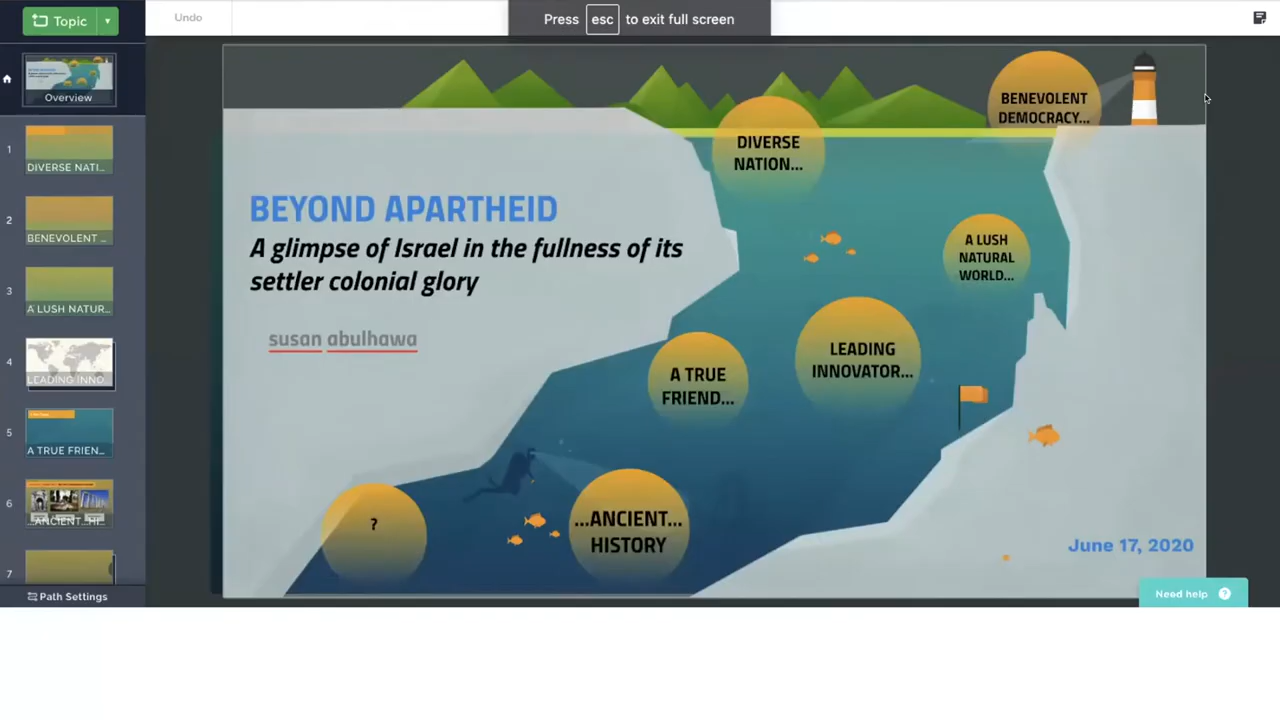 Topic
Undo
Press esc to exit full screen
Overview
1
DIVERSE NATI...
2
BENEVOLENT ...
3
A LUSH NATUR...
4
LEADING INNO
5
A TRUE FRIEN...
6
...ANCIENT...HI...
7
Path Settings
BEYOND APARTHEID
A glimpse of Israel in the fullness of its
settler colonial glory
susan abulhawa
DIVERSE
NATION...
BENEVOLENT
DEMOCRACY...
A LUSH
NATURAL
WORLD...
LEADING
INNOVATOR...
A TRUE
FRIEND...
...ANCIENT...
HISTORY
?
June 17, 2020
Need help ?